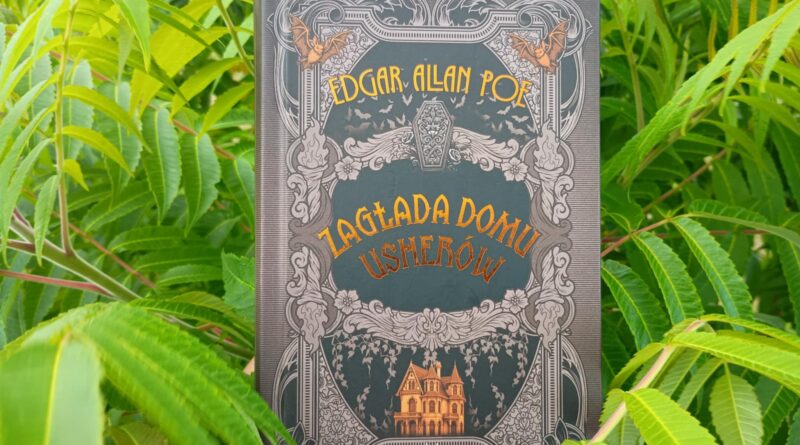 EDGAR ALLAN POE
ZAGŁADA DOMU
USHERÓW